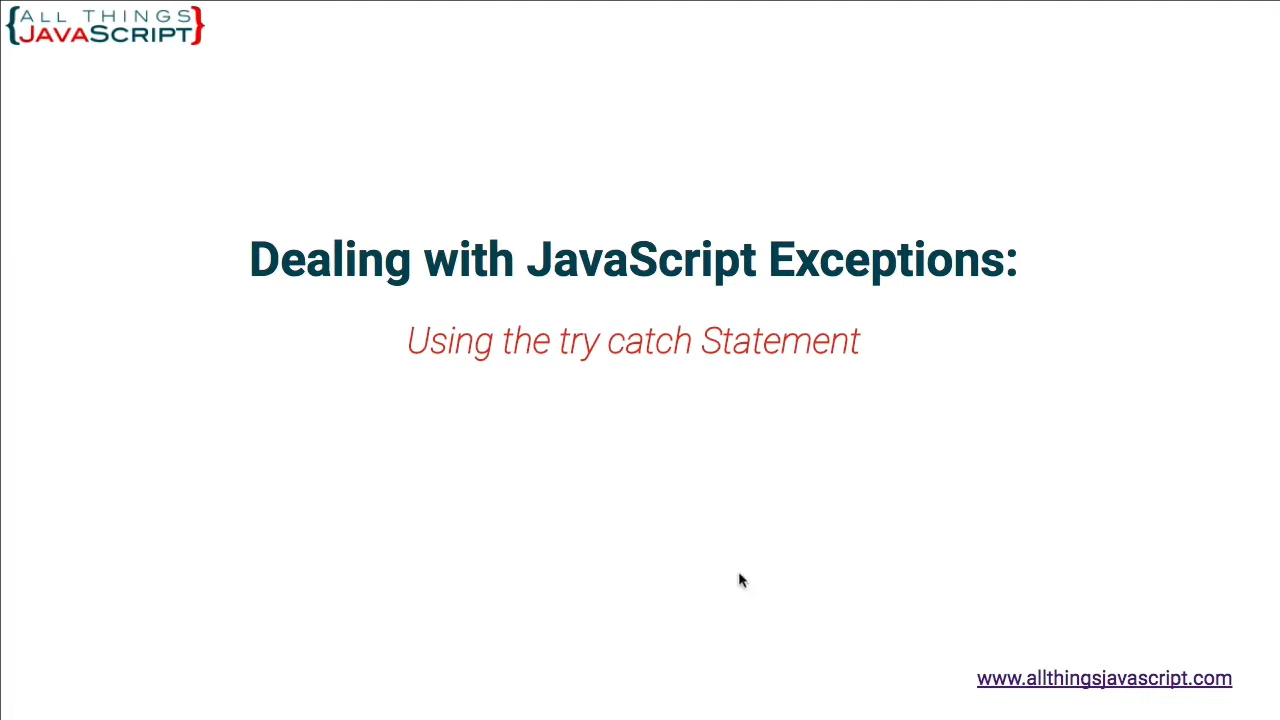 {ALL THINGS
JAVASCRIPT}
Dealing with JavaScript Exceptions:
Using the try catch Statement
www.allthingsjavascript.com